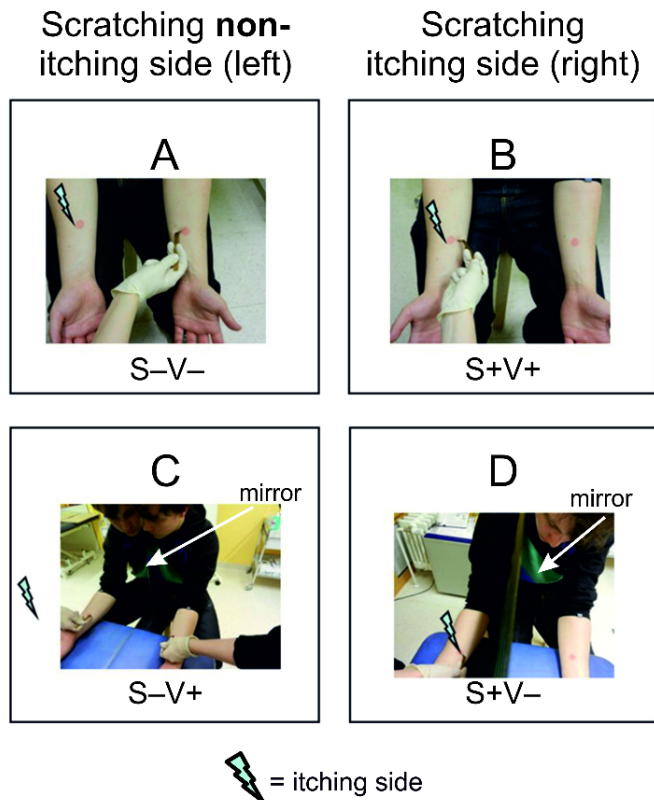 Scratching non-
itching side (left)
Scratching
itching side (right)
A
S–V–
B
S+V+
C
mirror
S–V+
D
mirror
S+V–
= itching side